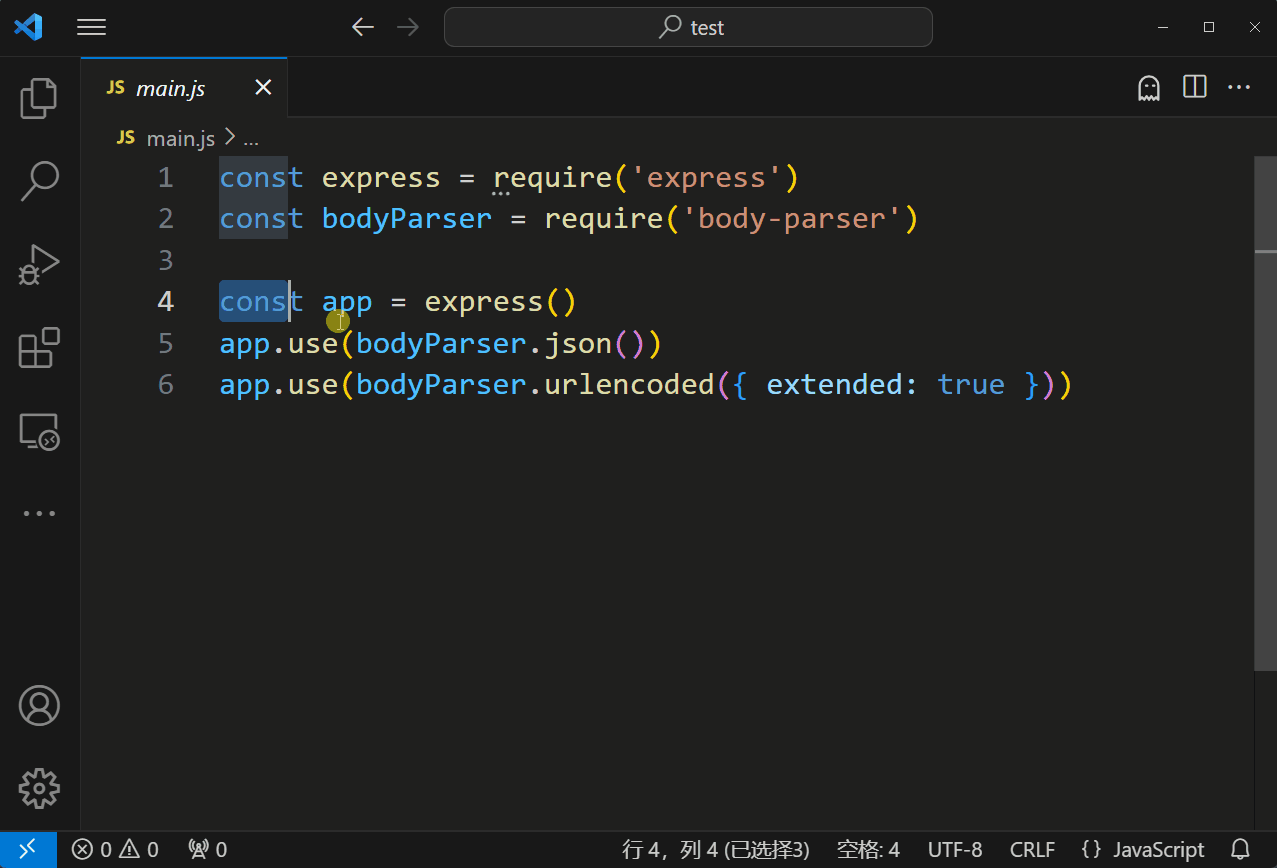 test
JS main.js
JS main.js > ...
1 const express = require('express')
2 const bodyParser = require('body-parser')
3
4 const app = express()
5 app.use(bodyParser.json())
6 app.use(bodyParser.urlencoded({ extended: true }))
0 0 0 行 4，列 4 (已选择3) 空格: 4 UTF-8 CRLF {} JavaScript